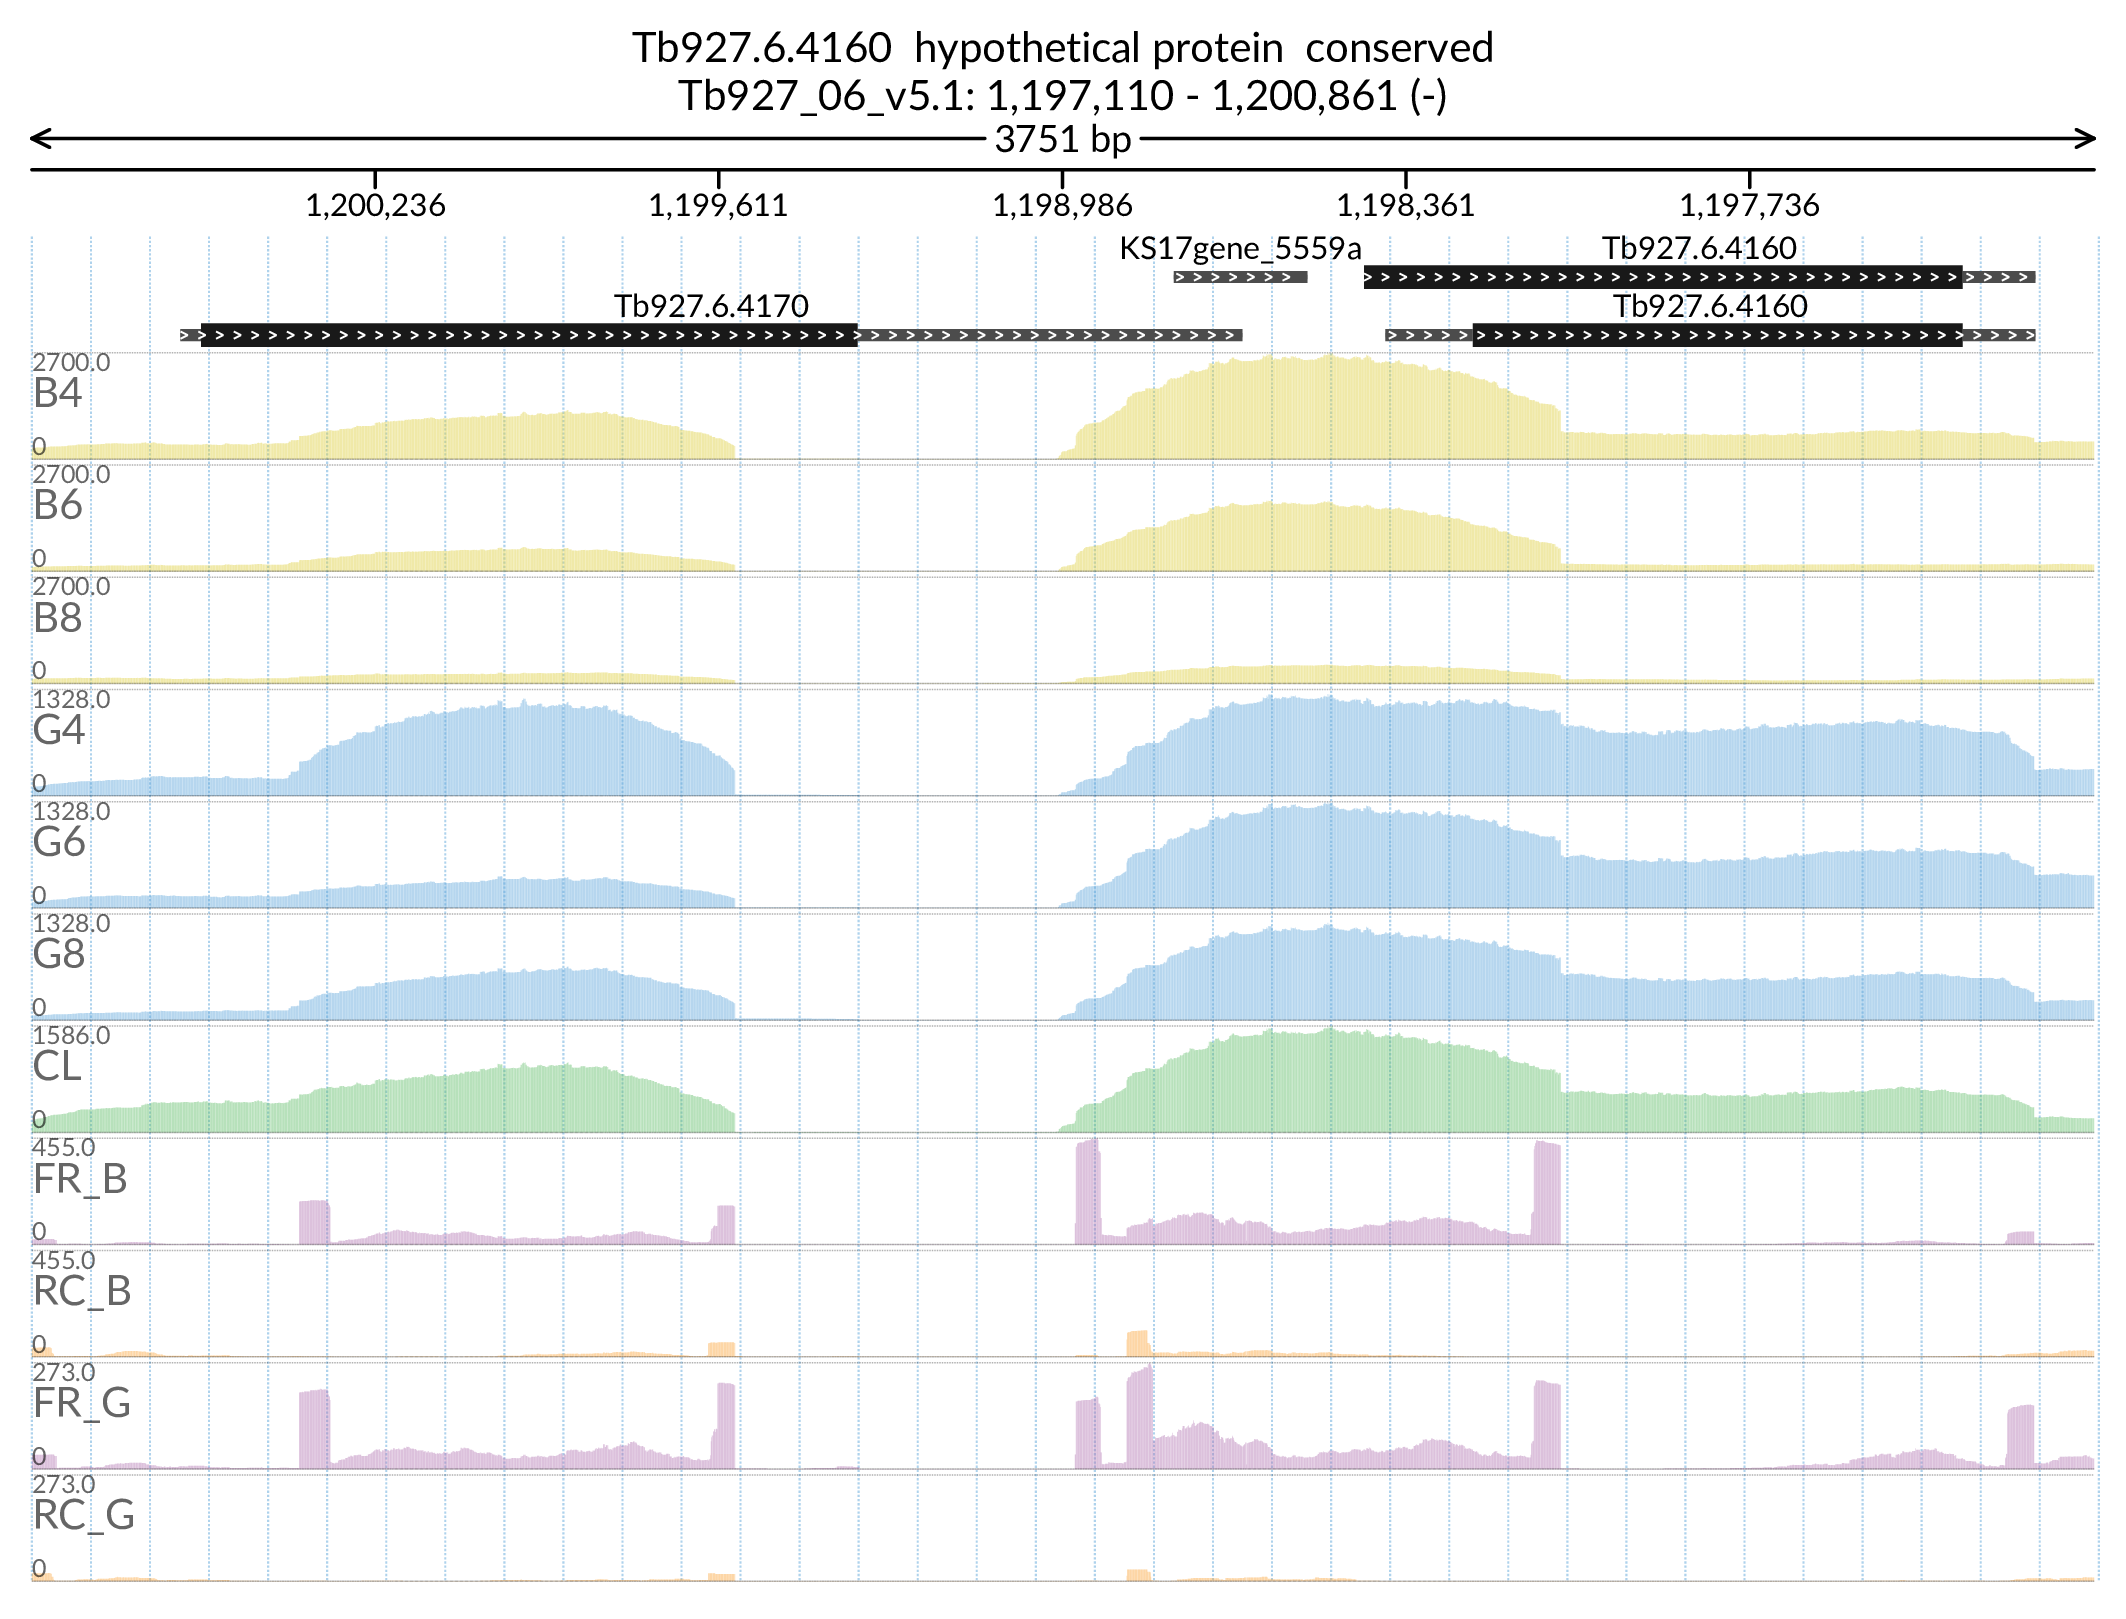 Tb927.6.4160  hypothetical protein  conserved
Tb927_06_v5.1: 1,197,110 - 1,200,861 (-)
3751 bp
1,200,236 1,199,611 1,198,986 1,198,361 1,197,736
KS17gene_5559a Tb927.6.4160
Tb927.6.4170 Tb927.6.4160
2700.0
B4
0
2700.0
B6
0
2700.0
B8
0
1328.0
G4
0
1328.0
G6
0
1328.0
G8
0
1586.0
CL
0
455.0
FR_B
0
455.0
RC_B
0
273.0
FR_G
0
273.0
RC_G
0